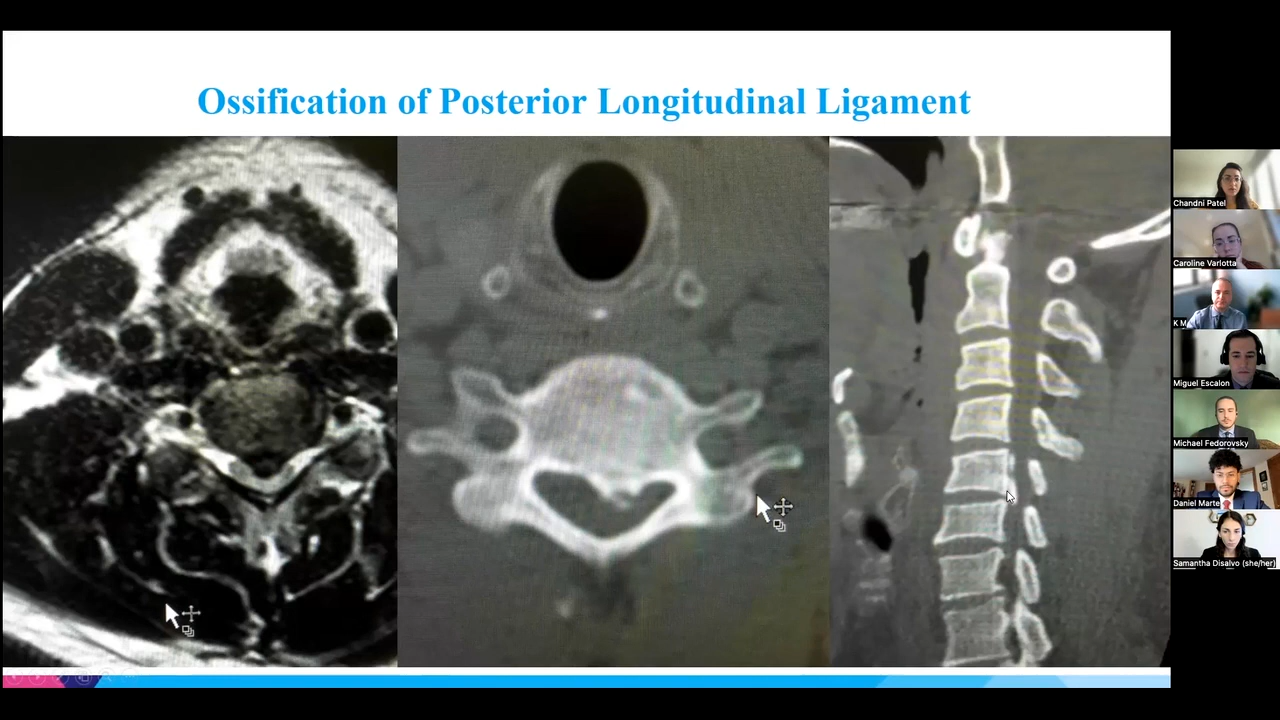 Ossification of Posterior Longitudinal Ligament
Chandni Patel
Caroline Varlotta
K M
Miguel Escalon
Michael Fedorovsky
Daniel Marte
Samantha Disalvo (she/her)